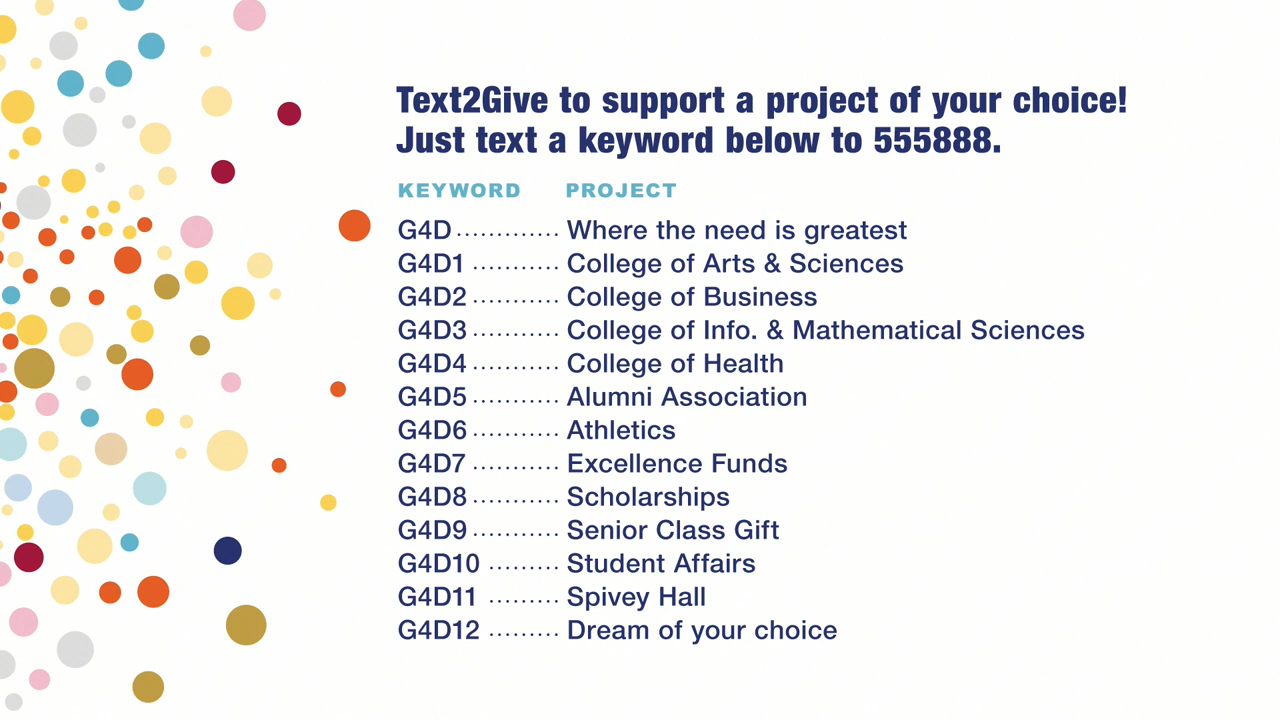 Text2Give to support a project of your choice!
Just text a keyword below to 555888.
KEYWORD PROJECT
G4D ............. Where the need is greatest
G4D1 ........... College of Arts & Sciences
G4D2 ........... College of Business
G4D3 ........... College of Info. & Mathematical Sciences
G4D4 ........... College of Health
G4D5 ........... Alumni Association
G4D6 ........... Athletics
G4D7 ........... Excellence Funds
G4D8 ........... Scholarships
G4D9 ........... Senior Class Gift
G4D10 ......... Student Affairs
G4D11 ......... Spivey Hall
G4D12 ......... Dream of your choice